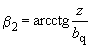 β₂ = arcctg z/b_q